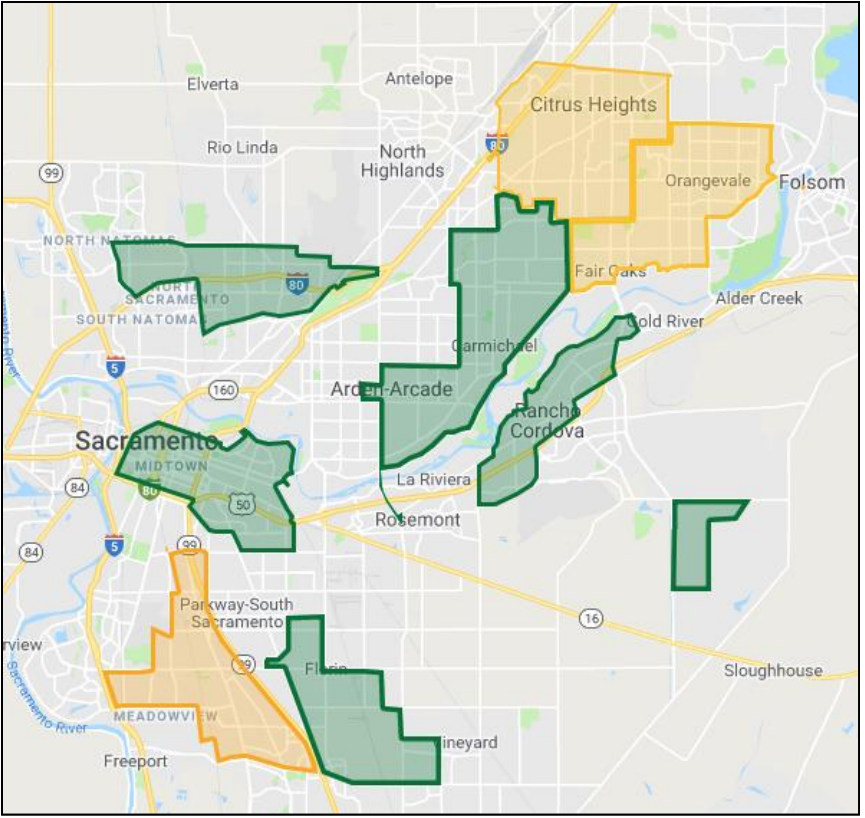 Antelope
Elverta
Citrus Heights
Rio Linda
80
North
Highlands
99
Orangevale
Folsom
NORTH NATOMAS
Fair Oaks
80
NORTH
SACRAMENTO
Alder Creek
SOUTH NATOMAS
Gold River
Carmichael
5
160
Arden-Arcade
Rancho
Cordova
Sacramento
MIDTOWN
La Riviera
84
80
50
Rosemont
5
99
84
Parkway-South
Sacramento
16
rview
99
Florin
Sloughhouse
Sacramento River
MEADOWVIEW
ineyard
Freeport